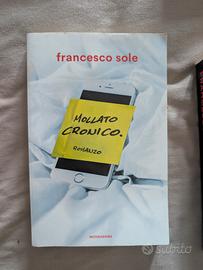 francesco sole
MOLLATO
CRONICO.
ROMANZO
MONDADORI
subito